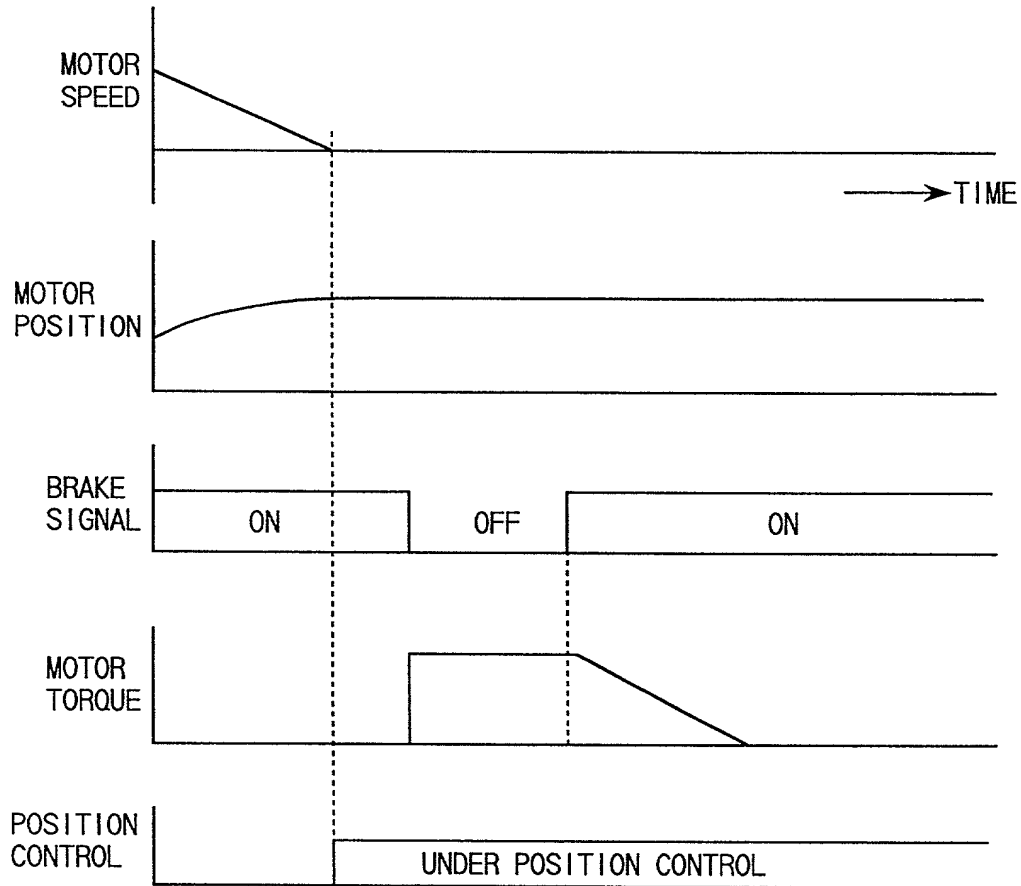 MOTOR
SPEED
TIME
MOTOR
POSITION
BRAKE
SIGNAL
ON
OFF
ON
MOTOR
TORQUE
POSITION
CONTROL
UNDER POSITION CONTROL